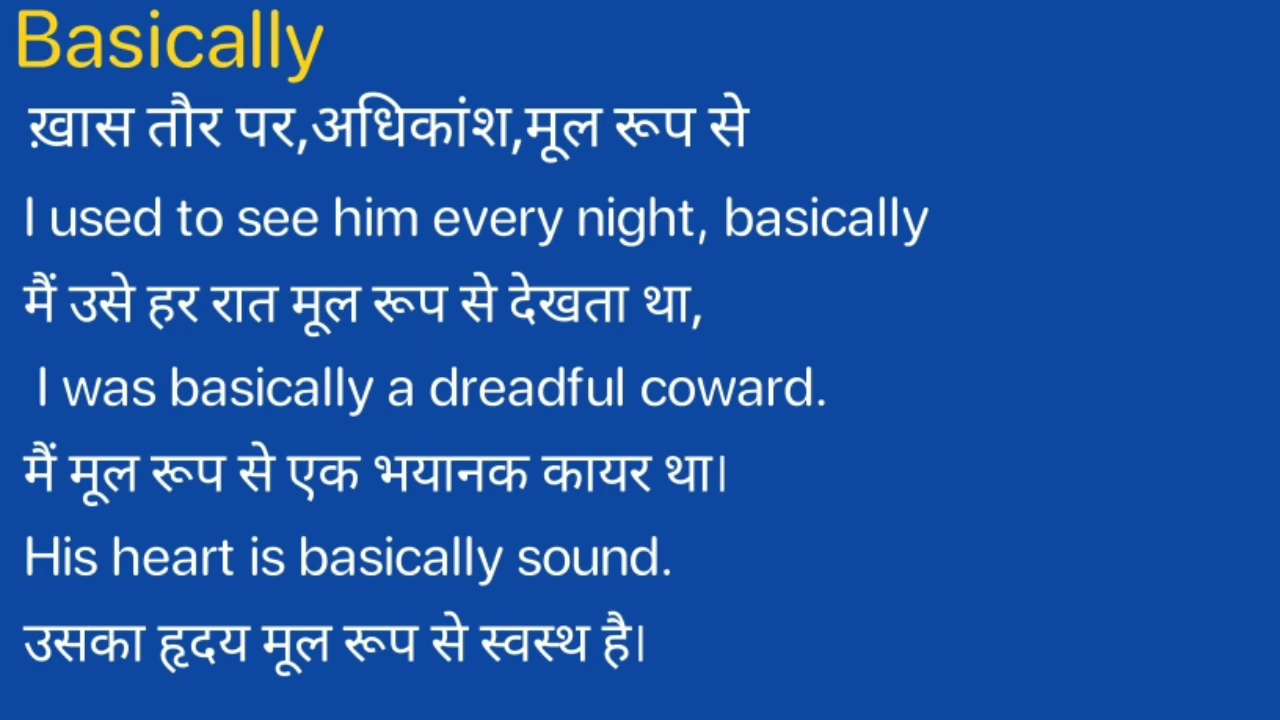 Basically
ख़ास तौर पर,अधिकांश,मूल रूप से
I used to see him every night, basically
मैं उसे हर रात मूल रूप से देखता था,
I was basically a dreadful coward.
मैं मूल रूप से एक भयानक कायर था।
His heart is basically sound.
उसका हृदय मूल रूप से स्वस्थ है।